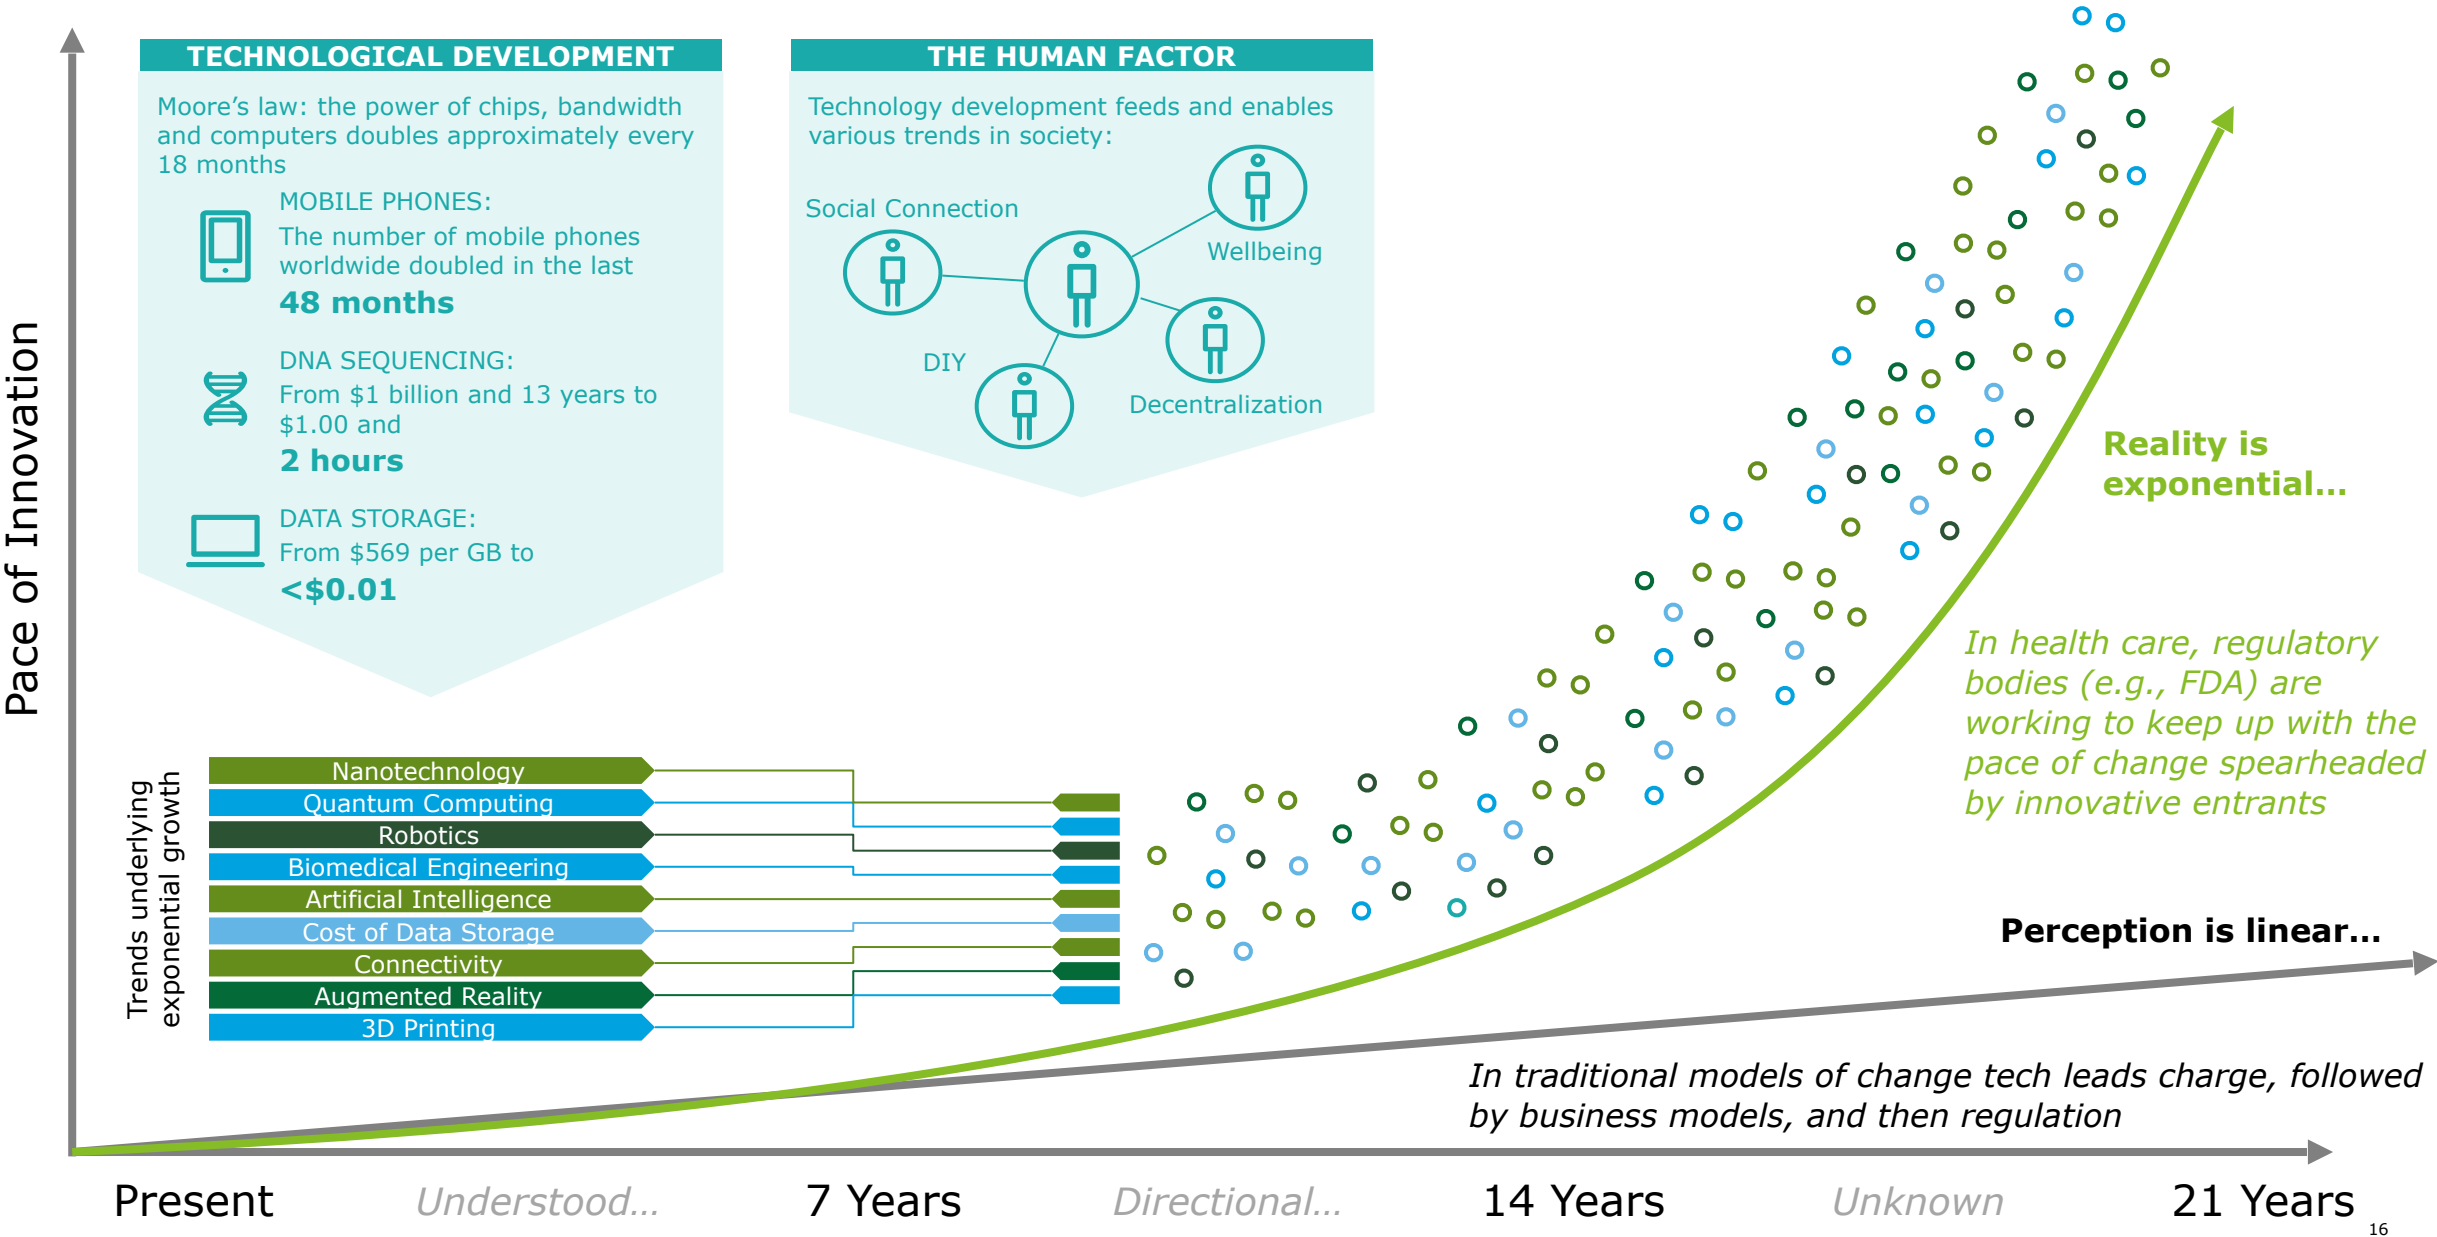 Pace of Innovation
TECHNOLOGICAL DEVELOPMENT
Moore’s law: the power of chips, bandwidth
and computers doubles approximately every
18 months
MOBILE PHONES:
The number of mobile phones
worldwide doubled in the last
48 months
DNA SEQUENCING:
From $1 billion and 13 years to
$1.00 and
2 hours
DATA STORAGE:
From $569 per GB to
<$0.01
THE HUMAN FACTOR
Technology development feeds and enables
various trends in society:
Social Connection
Wellbeing
DIY
Decentralization
Trends underlying
exponential growth
Nanotechnology
Quantum Computing
Robotics
Biomedical Engineering
Artificial Intelligence
Cost of Data Storage
Connectivity
Augmented Reality
3D Printing
Reality is
exponential…
In health care, regulatory
bodies (e.g., FDA) are
working to keep up with the
pace of change spearheaded
by innovative entrants
Perception is linear…
In traditional models of change tech leads charge, followed
by business models, and then regulation
Present
Understood…
7 Years
Directional…
14 Years
Unknown
21 Years
16